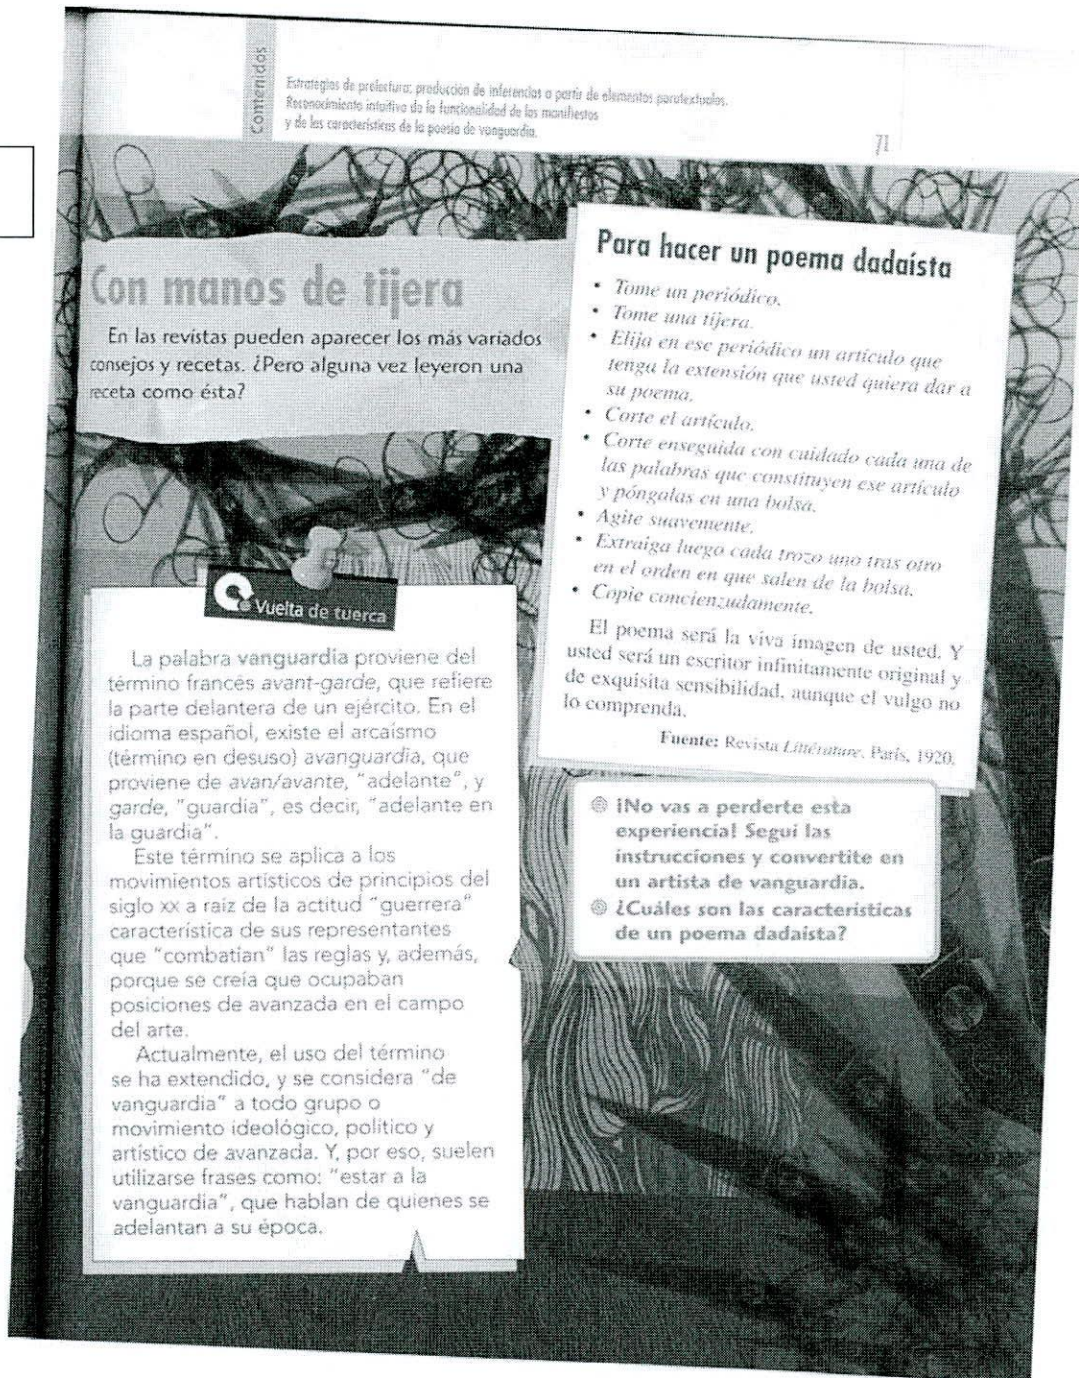 Contenidos
Estrategias de prelectura: producción de inferencias a partir de elementos paratextuales.
Reconocimiento intuitivo de la funcionalidad de los manifiestos
y de las características de la poesía de vanguardia.
71
Con manos de tijera
En las revistas pueden aparecer los más variados
consejos y recetas. ¿Pero alguna vez leyeron una
receta como ésta?
Vuelta de tuerca
La palabra vanguardia proviene del
término francés avant-garde, que refiere
la parte delantera de un ejército. En el
idioma español, existe el arcaísmo
(término en desuso) avanguardia, que
proviene de avan/avante, "adelante", y
garde, "guardia", es decir, "adelante en
la guardia".
Este término se aplica a los
movimientos artísticos de principios del
siglo XX a raíz de la actitud "guerrera"
característica de sus representantes
que "combatían" las reglas y, además,
porque se creía que ocupaban
posiciones de avanzada en el campo
del arte.
Actualmente, el uso del término
se ha extendido, y se considera "de
vanguardia" a todo grupo o
movimiento ideológico, político y
artístico de avanzada. Y, por eso, suelen
utilizarse frases como: "estar a la
vanguardia", que hablan de quienes se
adelantan a su época.
Para hacer un poema dadaísta
• Tome un periódico.
• Tome una tijera.
• Elija en ese periódico un artículo que
tenga la extensión que usted quiera dar a
su poema.
• Corte el artículo.
• Corte enseguida con cuidado cada una de
las palabras que constituyen ese artículo
y póngalas en una bolsa.
• Agite suavemente.
• Extraiga luego cada trozo uno tras otro
en el orden en que salen de la bolsa.
• Copie concienzudamente.
El poema será la viva imagen de usted. Y
usted será un escritor infinitamente original y
de exquisita sensibilidad, aunque el vulgo no
lo comprenda.
Fuente: Revista Littérature. París, 1920.
¡No vas a perderte esta
experiencia! Seguí las
instrucciones y convertite en
un artista de vanguardia.
¿Cuáles son las características
de un poema dadaísta?